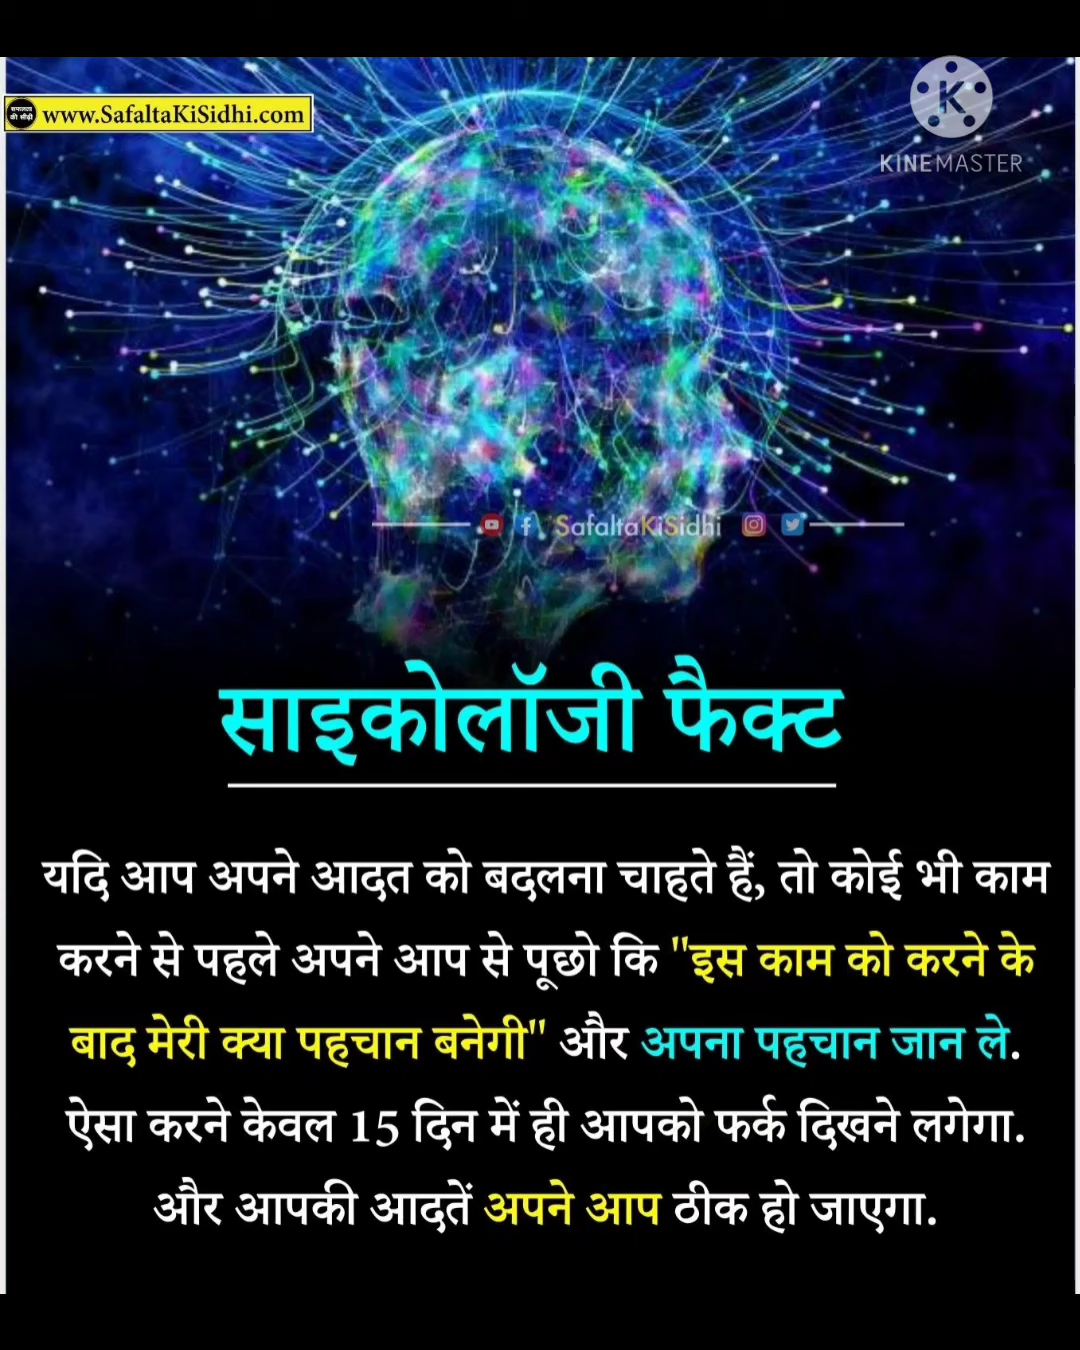 सफलता की सीढ़ी
www.SafaltaKiSidhi.com
K
KINEMASTER
SafaltaKiSidhi
साइकोलॉजी फैक्ट
यदि आप अपने आदत को बदलना चाहते हैं, तो कोई भी काम
करने से पहले अपने आप से पूछो कि "इस काम को करने के
बाद मेरी क्या पहचान बनेगी" और अपना पहचान जान ले.
ऐसा करने केवल 15 दिन में ही आपको फर्क दिखने लगेगा.
और आपकी आदतें अपने आप ठीक हो जाएगा.